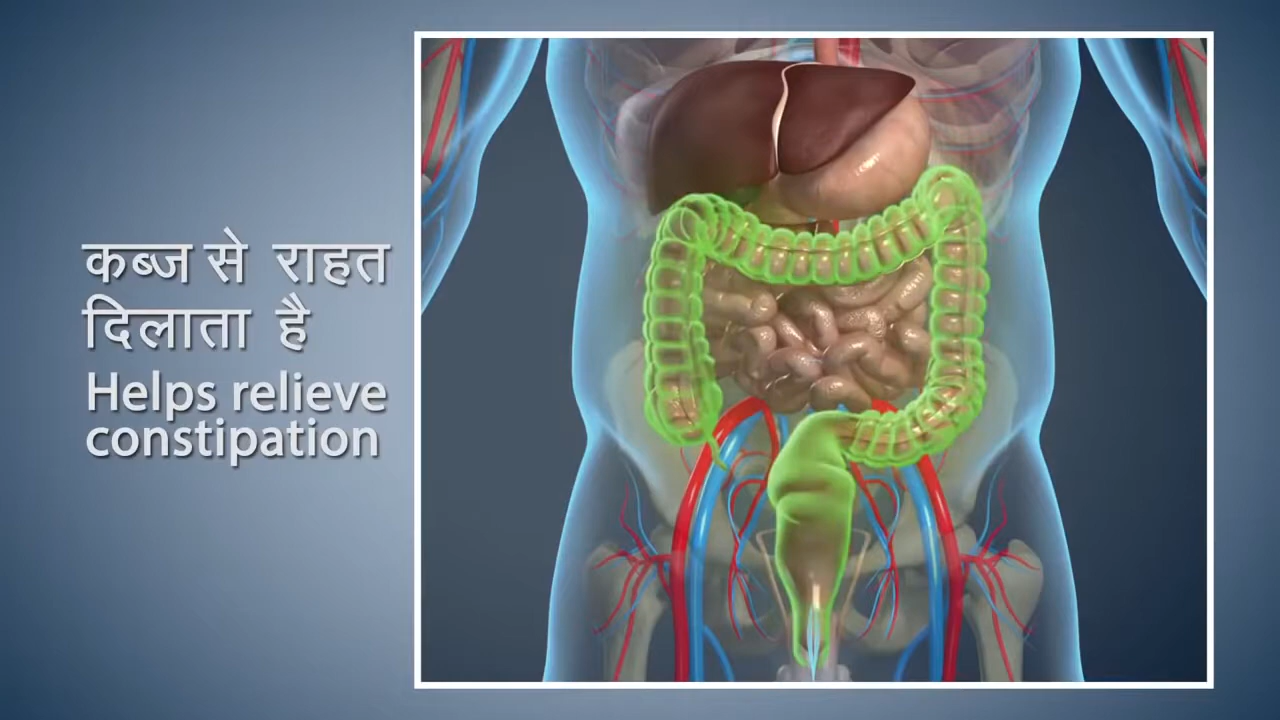 कब्ज से राहत
दिलाता है
Helps relieve
constipation